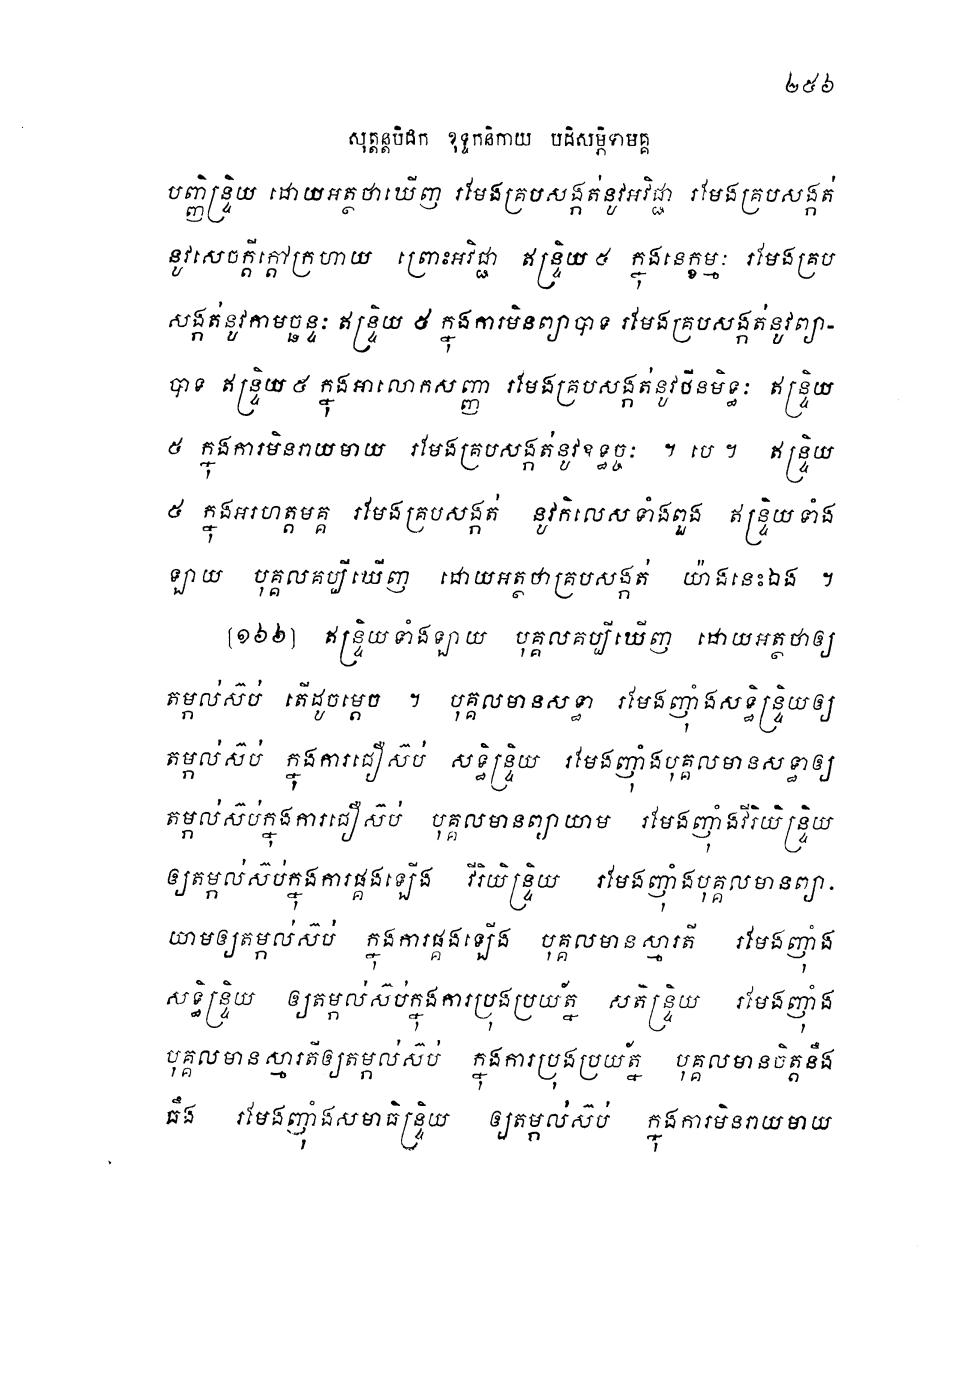 ២៥៦
សុត្តន្តបិដក ខុទ្ទកនិកាយ បដិសម្ភិទាមគ្គ
បញ្ញិន្ទ្រិយ ដោយអត្ថថាឃើញ រមែងគ្របសង្កត់នូវអវិជ្ជា រមែងគ្របសង្កត់
នូវសេចក្តីក្តៅក្រហាយ ព្រោះអវិជ្ជា ឥន្ទ្រិយ ៥ ក្នុងនេក្ខម្មៈ រមែងគ្រប
សង្កត់នូវកាមច្ឆន្ទៈ ឥន្ទ្រិយ ៥ ក្នុងការមិនព្យាបាទ រមែងគ្របសង្កត់នូវព្យា-
បាទ ឥន្ទ្រិយ ៥ ក្នុងអាលោកសញ្ញា រមែងគ្របសង្កត់នូវថីនមិទ្ធៈ ឥន្ទ្រិយ
៥ ក្នុងការមិនរាយមាយ រមែងគ្របសង្កត់នូវឧទ្ធច្ចៈ ។ បេ ។ ឥន្ទ្រិយ
៥ ក្នុងអរហត្តមគ្គ រមែងគ្របសង្កត់ នូវកិលេសទាំងពួង ឥន្ទ្រិយទាំង
ឡាយ បុគ្គលគប្បីឃើញ ដោយអត្ថថាគ្របសង្កត់ យ៉ាងនេះឯង ។
[១៦៦] ឥន្ទ្រិយទាំងឡាយ បុគ្គលគប្បីឃើញ ដោយអត្ថថាឲ្យ
តម្កល់ស៊ប់ តើដូចម្តេច ។ បុគ្គលមានសទ្ធា រមែងញុំាងសទ្ធិន្ទ្រិយឲ្យ
តម្កល់ស៊ប់ ក្នុងការជឿស៊ប់ សទ្ធិន្ទ្រិយ រមែងញុំាងបុគ្គលមានសទ្ធាឲ្យ
តម្កល់ស៊ប់ក្នុងការជឿស៊ប់ បុគ្គលមានព្យាយាម រមែងញុំាងវីរិយិន្ទ្រិយ
ឲ្យតម្កល់ស៊ប់ក្នុងការផ្គងឡើង វីរិយិន្ទ្រិយ រមែងញុំាងបុគ្គលមានព្យា-
យាមឲ្យតម្កល់ស៊ប់ ក្នុងការផ្គងឡើង បុគ្គលមានស្មារតី រមែងញុំាង
សទ្ធិន្ទ្រិយ ឲ្យតម្កល់ស៊ប់ក្នុងការប្រុងប្រយ័ត្ន សតិន្ទ្រិយ រមែងញុំាង
បុគ្គលមានស្មារតីឲ្យតម្កល់ស៊ប់ ក្នុងការប្រុងប្រយ័ត្ន បុគ្គលមានចិត្តនឹង
ធឹង រមែងញុំាងសមាធិន្ទ្រិយ ឲ្យតម្កល់ស៊ប់ ក្នុងការមិនរាយមាយ